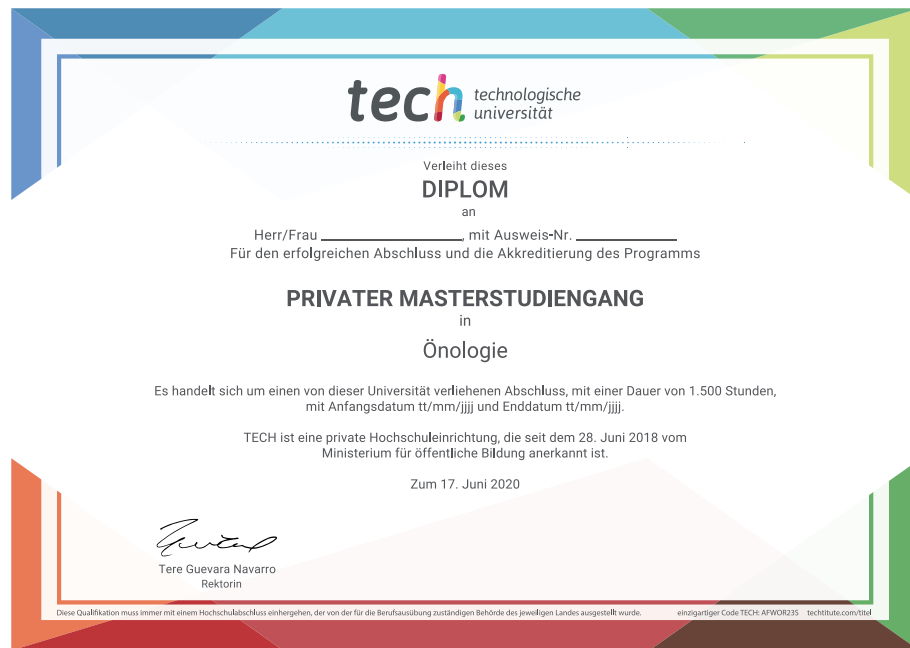 tech technologische
universität
Verleiht dieses
DIPLOM
an
Herr/Frau ____________________, mit Ausweis-Nr. ______________
Für den erfolgreichen Abschluss und die Akkreditierung des Programms
PRIVATER MASTERSTUDIENGANG
in
Önologie
Es handelt sich um einen von dieser Universität verliehenen Abschluss, mit einer Dauer von 1.500 Stunden,
mit Anfangsdatum tt/mm/jjjj und Enddatum tt/mm/jjjj.
TECH ist eine private Hochschuleinrichtung, die seit dem 28. Juni 2018 vom
Ministerium für öffentliche Bildung anerkannt ist.
Zum 17. Juni 2020
Tere Guevara Navarro
Rektorin
Diese Qualifikation muss immer mit einem Hochschulabschluss einhergehen, der von der für die Berufsausübung zuständigen Behörde des jeweiligen Landes ausgestellt wurde. einzigartiger Code TECH: AFWOR23S techtitute.com/titel